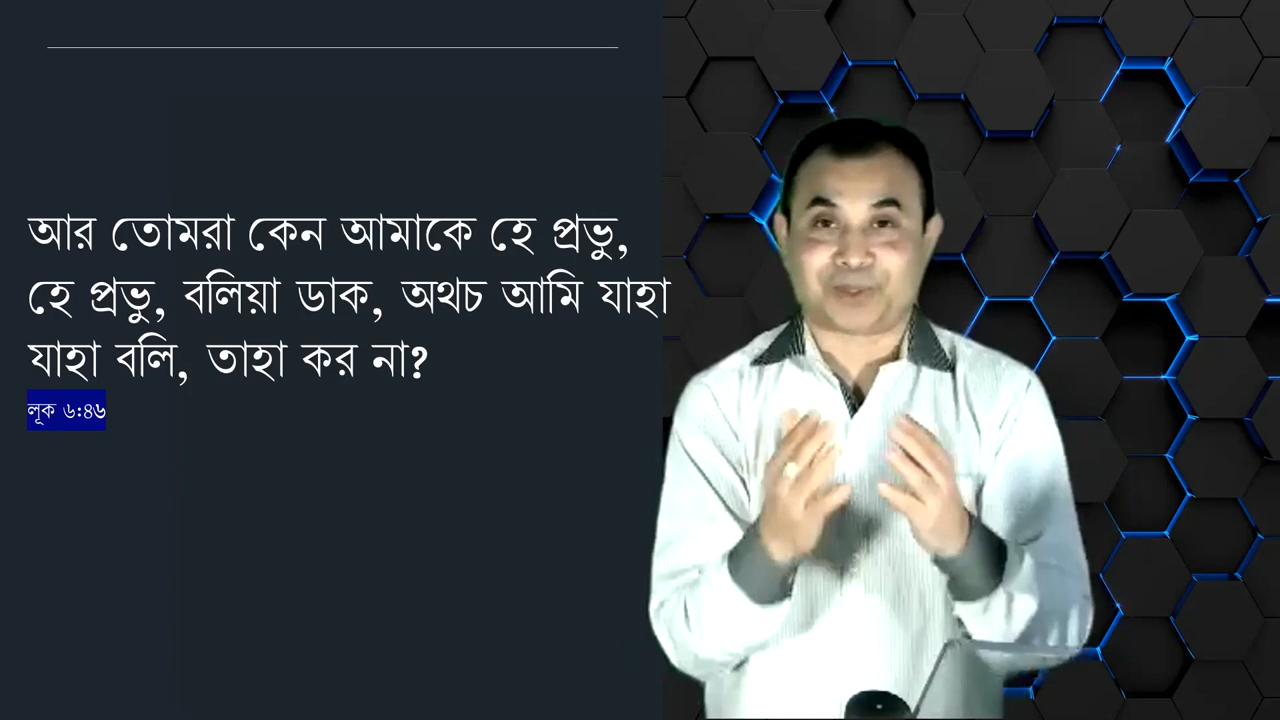 আর তোমরা কেন আমাকে হে প্রভু,
হে প্রভু, বলিয়া ডাক, অথচ আমি যাহা
যাহা বলি, তাহা কর না?
লূক ৬:৪৬